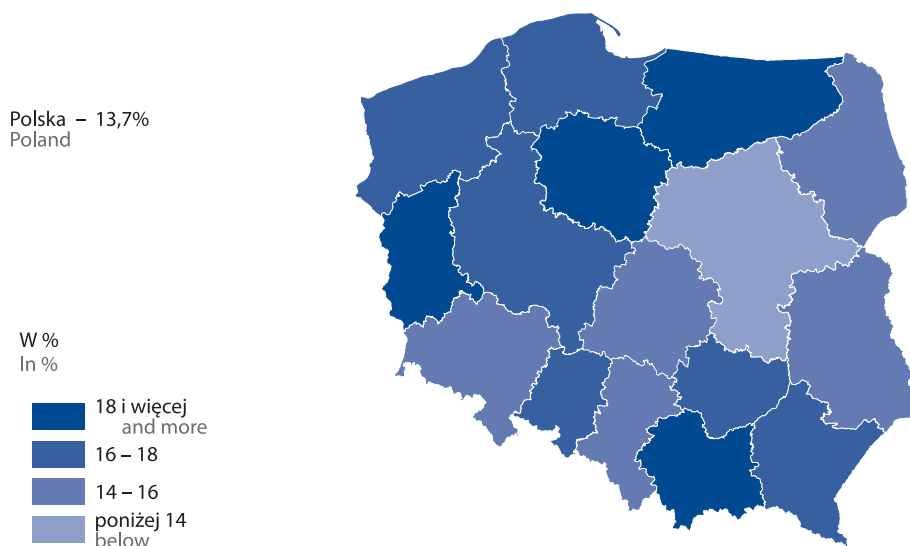 Polska – 13,7%
Poland
W %
In %
18 i więcej
and more
16 – 18
14 – 16
poniżej 14
below